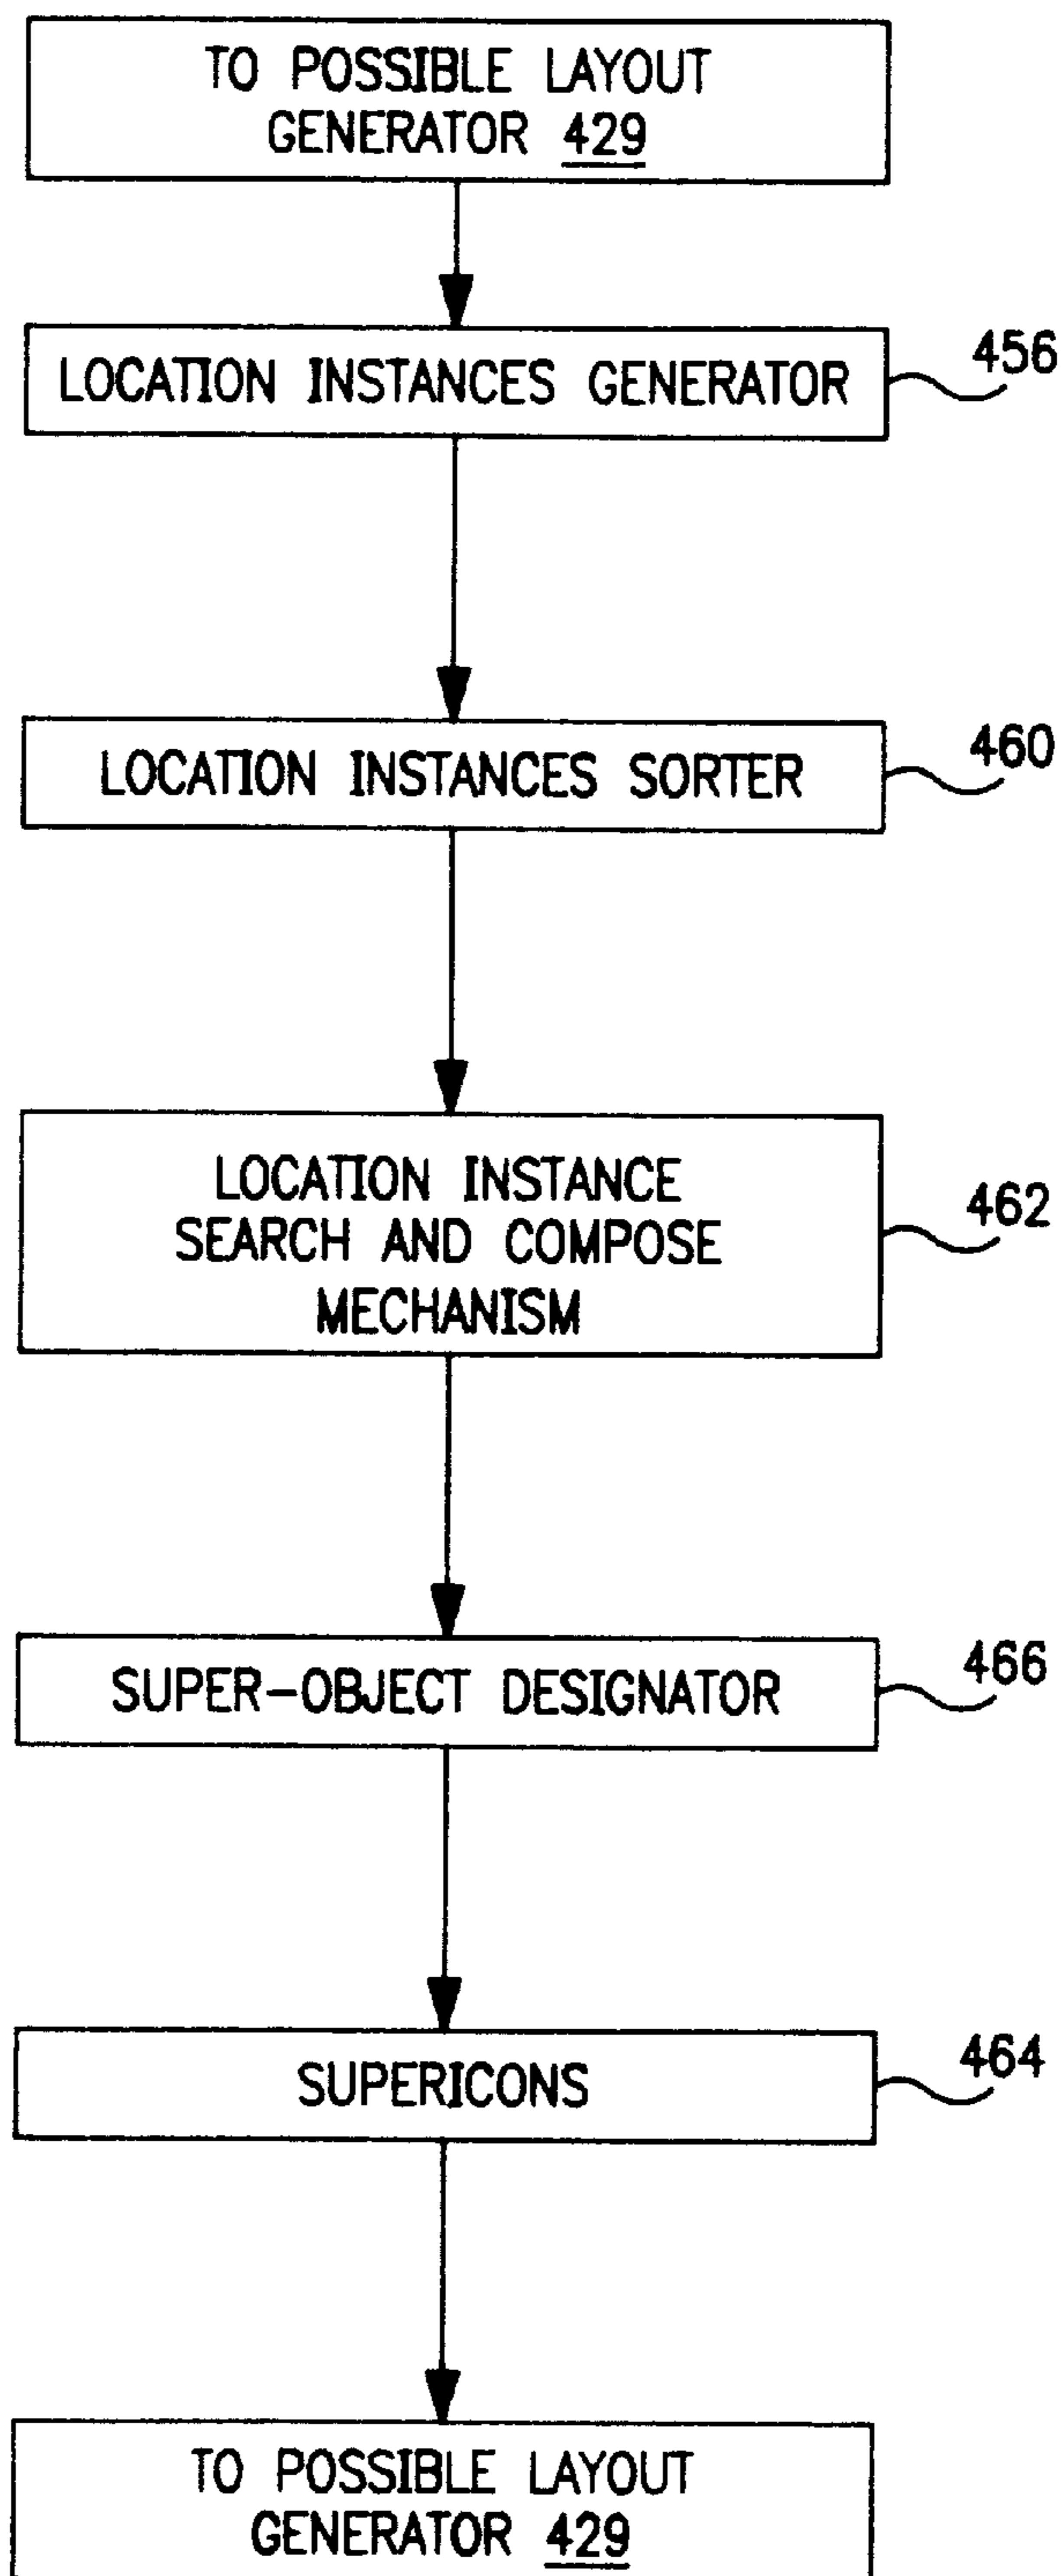 TO POSSIBLE LAYOUT
GENERATOR 429
LOCATION INSTANCES GENERATOR
456
LOCATION INSTANCES SORTER
460
LOCATION INSTANCE
SEARCH AND COMPOSE
MECHANISM
462
SUPER-OBJECT DESIGNATOR
466
SUPERICONS
464
TO POSSIBLE LAYOUT
GENERATOR 429